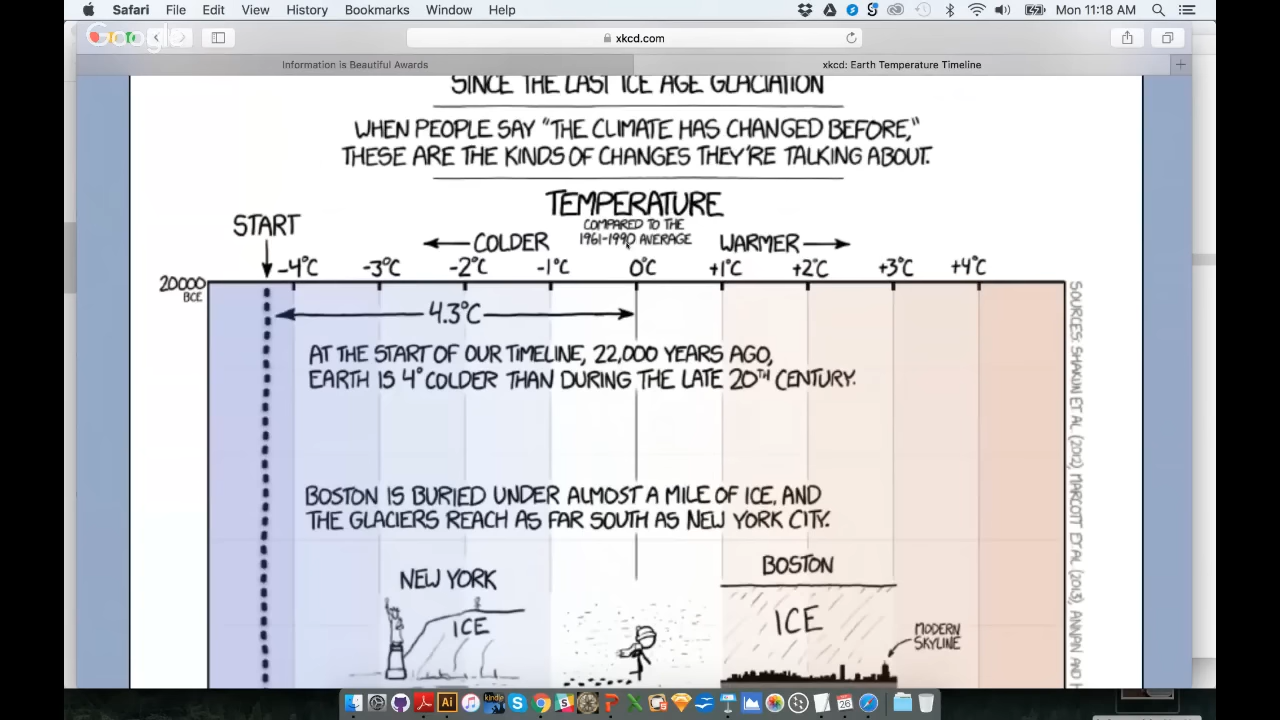 Safari File Edit View History Bookmarks Window Help
Mon 11:18 AM
Google
xkcd.com
Information is Beautiful Awards
xkcd: Earth Temperature Timeline
SINCE THE LAST ICE AGE GLACIATION
WHEN PEOPLE SAY "THE CLIMATE HAS CHANGED BEFORE,"
THESE ARE THE KINDS OF CHANGES THEY'RE TALKING ABOUT.
TEMPERATURE
COMPARED TO THE
1961-1990 AVERAGE
START
COLDER
WARMER
-4°C -3°C -2°C -1°C 0°C +1°C +2°C +3°C +4°C
20000
BCE
4.3°C
AT THE START OF OUR TIMELINE, 22,000 YEARS AGO,
EARTH IS 4° COLDER THAN DURING THE LATE 20TH CENTURY.
BOSTON IS BURIED UNDER ALMOST A MILE OF ICE, AND
THE GLACIERS REACH AS FAR SOUTH AS NEW YORK CITY.
NEW YORK
ICE
BOSTON
ICE
MODERN
SKYLINE
SOURCES: SHAKUN ET AL. (2012), MARCOTT ET AL. (2013), ANNAN AND
Ai
kindle
26